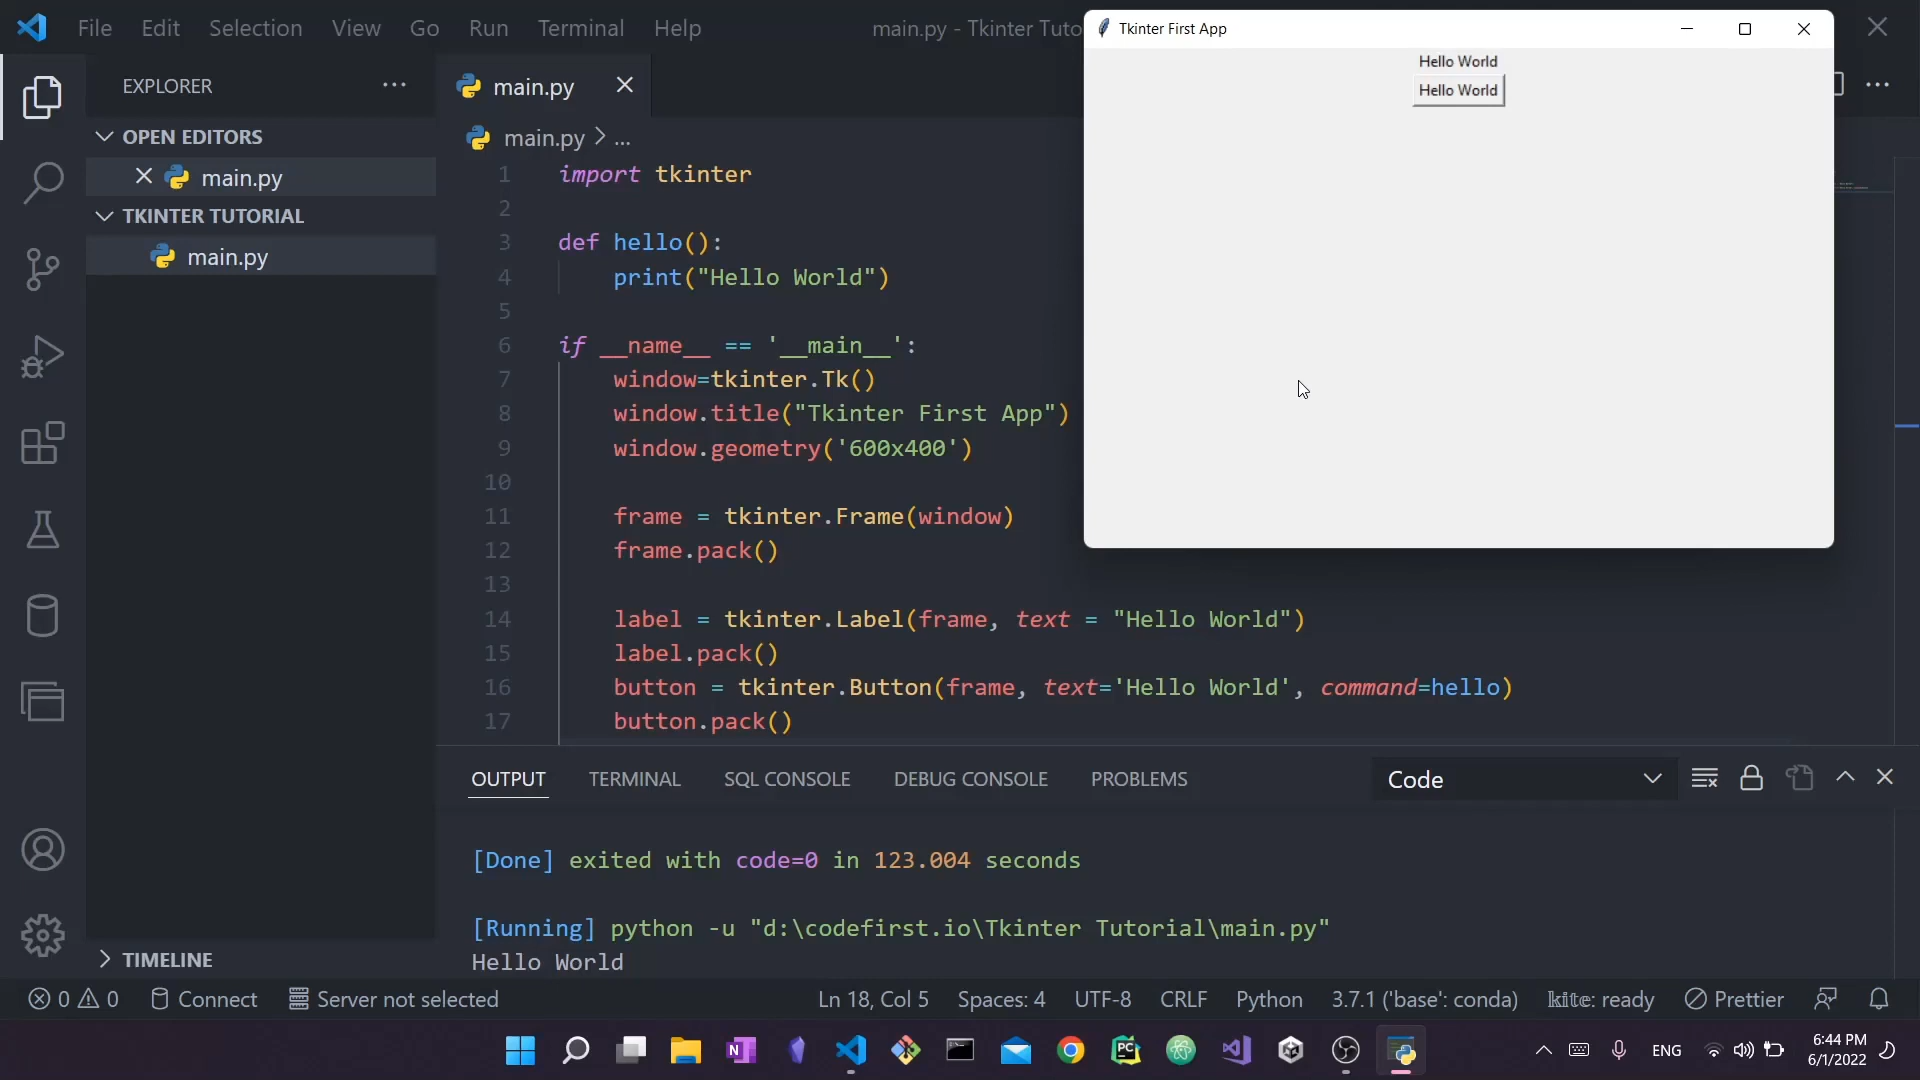 File Edit Selection View Go Run Terminal Help
main.py - Tkinter Tuto
Tkinter First App
Hello World
Hello World
EXPLORER
OPEN EDITORS
main.py
TKINTER TUTORIAL
main.py
TIMELINE
main.py
main.py > ...
1 import tkinter
2
3 def hello():
4 print("Hello World")
5
6 if __name__ == '__main__':
7 window=tkinter.Tk()
8 window.title("Tkinter First App")
9 window.geometry('600x400')
10
11 frame = tkinter.Frame(window)
12 frame.pack()
13
14 label = tkinter.Label(frame, text = "Hello World")
15 label.pack()
16 button = tkinter.Button(frame, text='Hello World', command=hello)
17 button.pack()
OUTPUT TERMINAL SQL CONSOLE DEBUG CONSOLE PROBLEMS
Code
[Done] exited with code=0 in 123.004 seconds
[Running] python -u "d:\codefirst.io\Tkinter Tutorial\main.py"
Hello World
0 0 Connect Server not selected
Ln 18, Col 5 Spaces: 4 UTF-8 CRLF Python 3.7.1 ('base': conda) kite: ready Prettier
N
PC
ENG
6:44 PM
6/1/2022